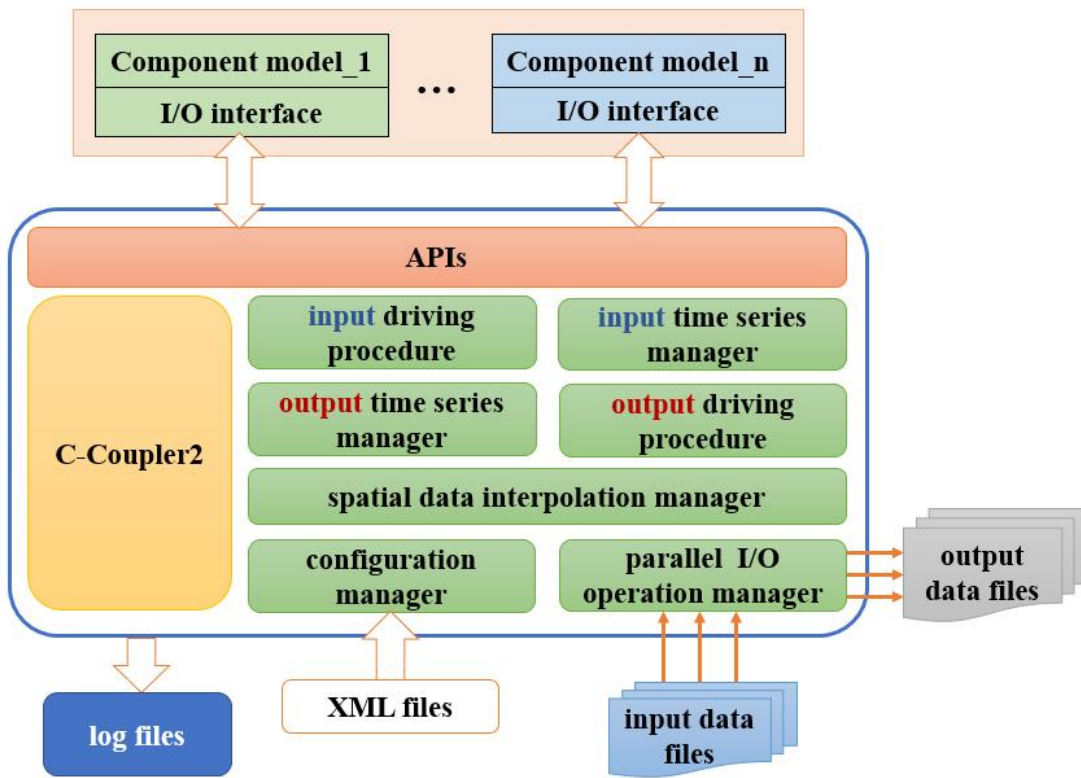 Component model_1
I/O interface
...
Component model_n
I/O interface
APIs
C-Coupler2
input driving
procedure
input time series
manager
output time series
manager
output driving
procedure
spatial data interpolation manager
configuration
manager
parallel I/O
operation manager
output
data files
log files
XML files
input data
files